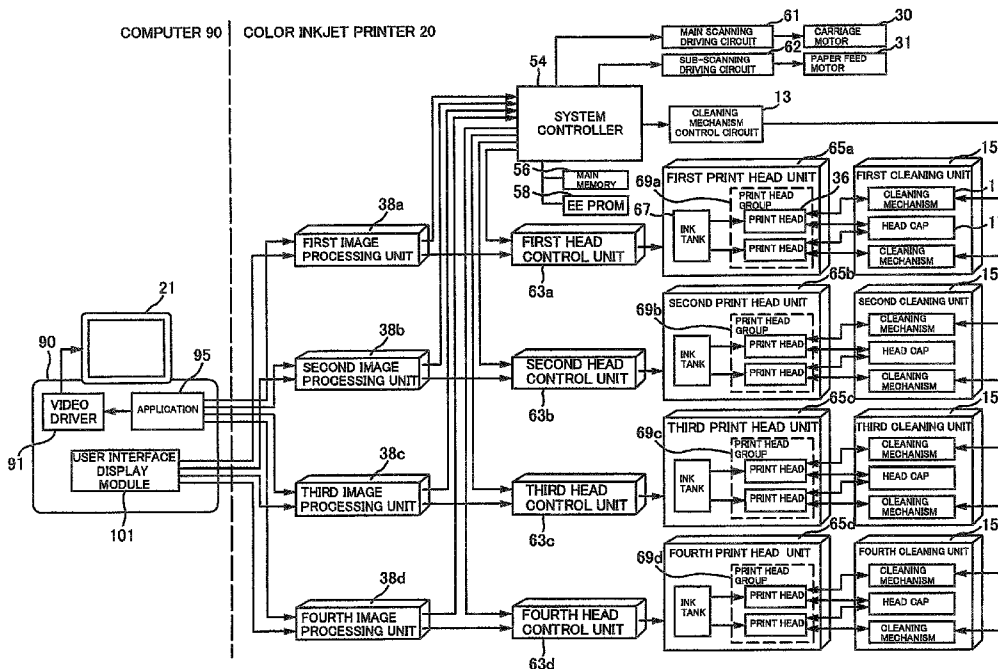 COMPUTER 90
COLOR INKJET PRINTER 20
61
MAIN SCANNING
DRIVING CIRCUIT
30
CARRIAGE
MOTOR
62
SUB-SCANNING
DRIVING CIRCUIT
31
PAPER FEED
MOTOR
54
SYSTEM
CONTROLLER
13
CLEANING
MECHANISM
CONTROL CIRCUIT
56
MAIN
MEMORY
58
EE PROM
38a
FIRST IMAGE
PROCESSING UNIT
FIRST HEAD
CONTROL UNIT
63a
65a
FIRST PRINT HEAD UNIT
69a
36
67
INK
TANK
PRINT HEAD
GROUP
PRINT HEAD
PRINT HEAD
15
FIRST CLEANING UNIT
CLEANING
MECHANISM
1
HEAD CAP
1
CLEANING
MECHANISM
21
90
VIDEO
DRIVER
91
95
APPLICATION
USER INTERFACE
DISPLAY
MODULE
101
38b
SECOND IMAGE
PROCESSING UNIT
SECOND HEAD
CONTROL UNIT
63b
65b
SECOND PRINT HEAD UNIT
69b
INK
TANK
PRINT HEAD
GROUP
PRINT HEAD
PRINT HEAD
15
SECOND CLEANING UNIT
CLEANING
MECHANISM
HEAD CAP
CLEANING
MECHANISM
38c
THIRD IMAGE
PROCESSING UNIT
THIRD HEAD
CONTROL UNIT
63c
65c
THIRD PRINT HEAD UNIT
69c
INK
TANK
PRINT HEAD
GROUP
PRINT HEAD
PRINT HEAD
15
THIRD CLEANING UNIT
CLEANING
MECHANISM
HEAD CAP
CLEANING
MECHANISM
38d
FOURTH IMAGE
PROCESSING UNIT
FOURTH HEAD
CONTROL UNIT
63d
65d
FOURTH PRINT HEAD UNIT
69d
INK
TANK
PRINT HEAD
GROUP
PRINT HEAD
PRINT HEAD
15
FOURTH CLEANING UNIT
CLEANING
MECHANISM
HEAD CAP
CLEANING
MECHANISM